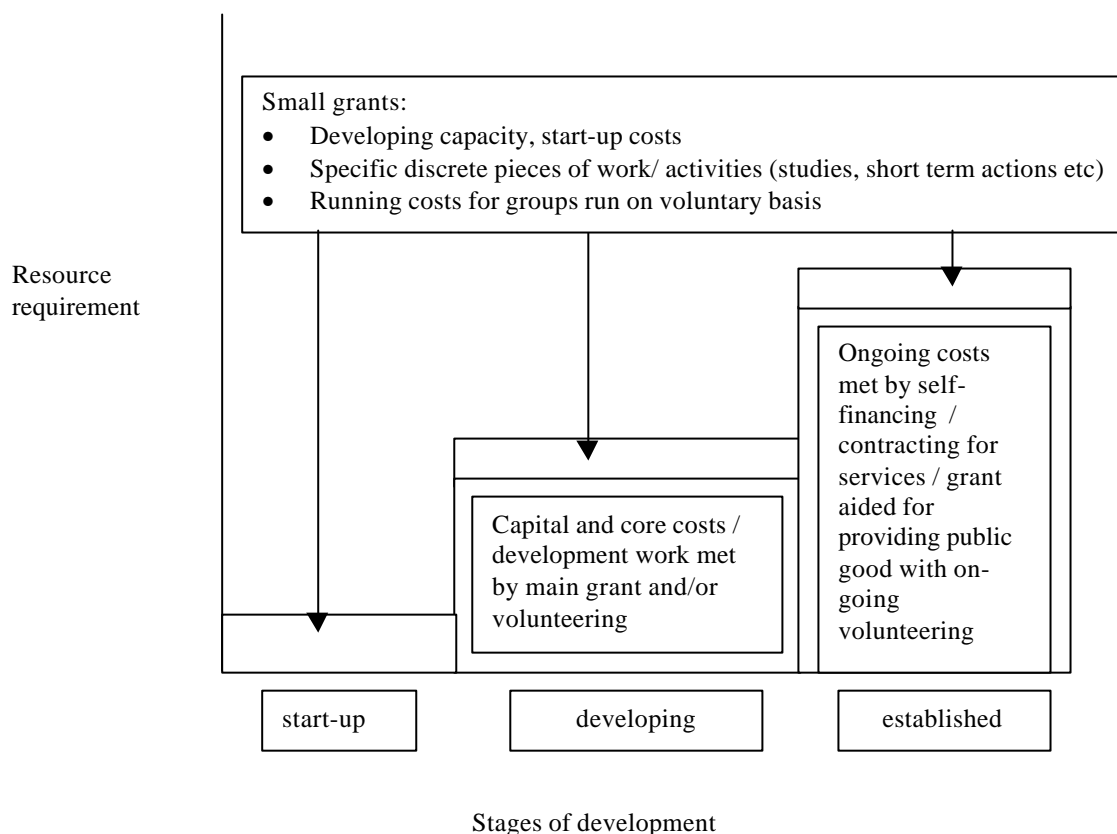 Small grants:
• Developing capacity, start-up costs
• Specific discrete pieces of work/ activities (studies, short term actions etc)
• Running costs for groups run on voluntary basis
Resource
requirement
Ongoing costs
met by self-
financing /
contracting for
services / grant
aided for
providing public
good with on-
going
volunteering
Capital and core costs /
development work met
by main grant and/or
volunteering
start-up
developing
established
Stages of development